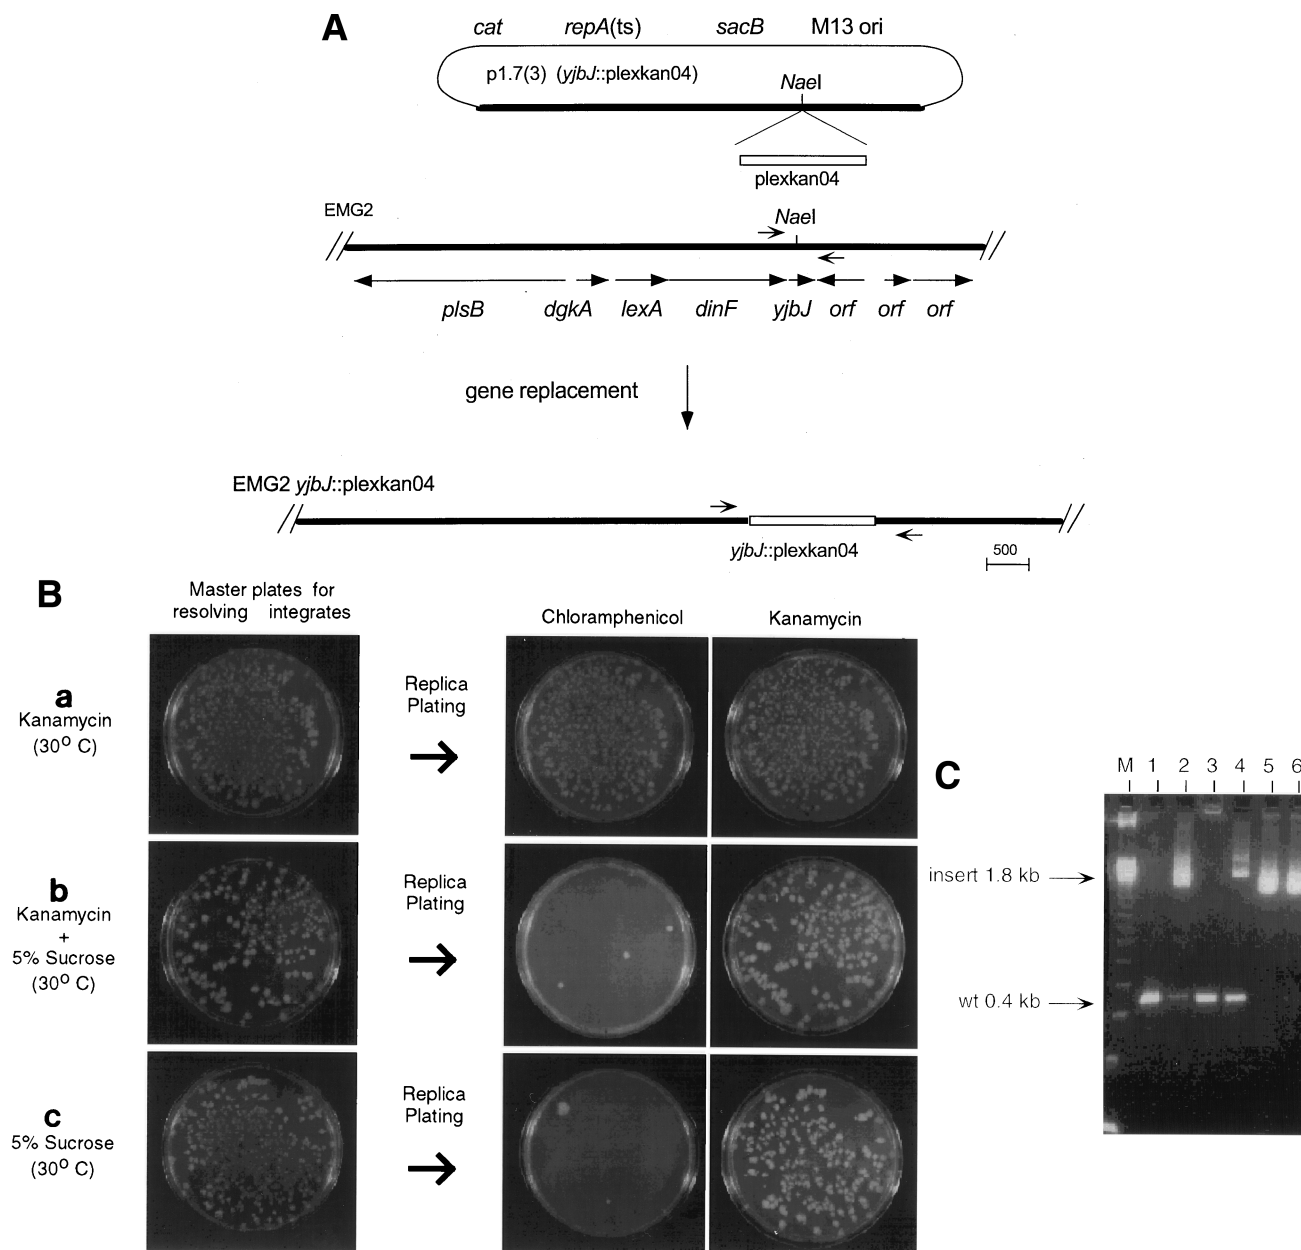 A
cat repA(ts) sacB M13 ori
p1.7(3) (yjbJ::plexkan04)
NaeI
plexkan04
EMG2
NaeI
plsB dgkA lexA dinF yjbJ orf orf orf
gene replacement
EMG2 yjbJ::plexkan04
yjbJ::plexkan04
500
B
Master plates for
resolving integrates
Chloramphenicol Kanamycin
a
Kanamycin
(30° C)
Replica
Plating
b
Kanamycin
+
5% Sucrose
(30° C)
Replica
Plating
c
5% Sucrose
(30° C)
Replica
Plating
C
M 1 2 3 4 5 6
insert 1.8 kb
wt 0.4 kb